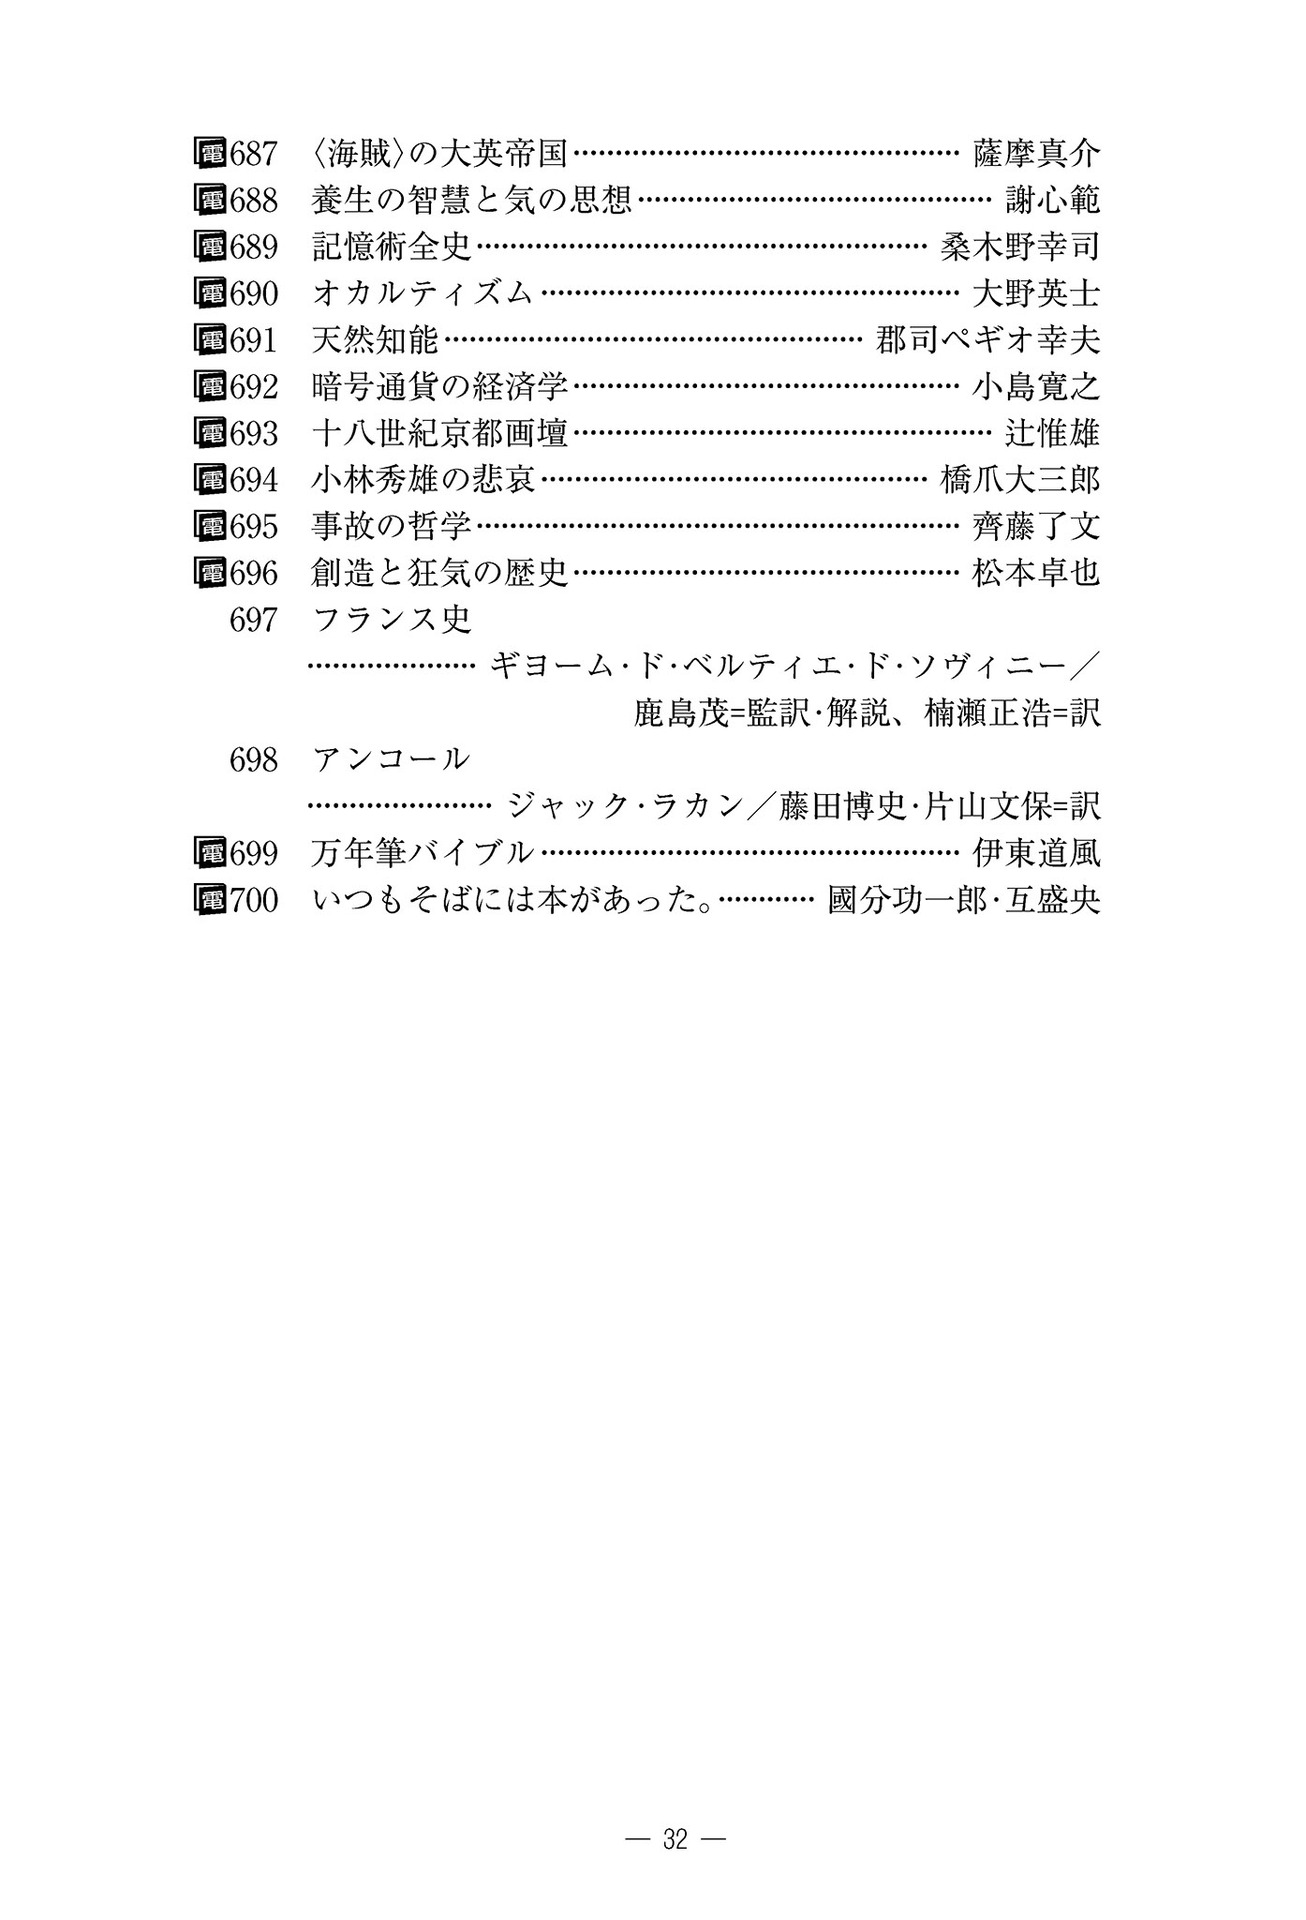 電687 〈海賊〉の大英帝国…………………………………… 薩摩真介
電688 養生の智慧と気の思想………………………………… 謝心範
電689 記憶術全史………………………………………… 桑木野幸司
電690 オカルティズム……………………………………… 大野英士
電691 天然知能……………………………………… 郡司ペギオ幸夫
電692 暗号通貨の経済学…………………………………… 小島寛之
電693 十八世紀京都画壇……………………………………… 辻惟雄
電694 小林秀雄の悲哀…………………………………… 橋爪大三郎
電695 事故の哲学…………………………………………… 齊藤了文
電696 創造と狂気の歴史…………………………………… 松本卓也
697 フランス史
……………… ギヨーム・ド・ベルティエ・ド・ソヴィニー／
鹿島茂=監訳・解説、楠瀬正浩=訳
698 アンコール
……………… ジャック・ラカン／藤田博史・片山文保=訳
電699 万年筆バイブル……………………………………… 伊東道風
電700 いつもそばには本があった。………… 國分功一郎・互盛央
— 32 —